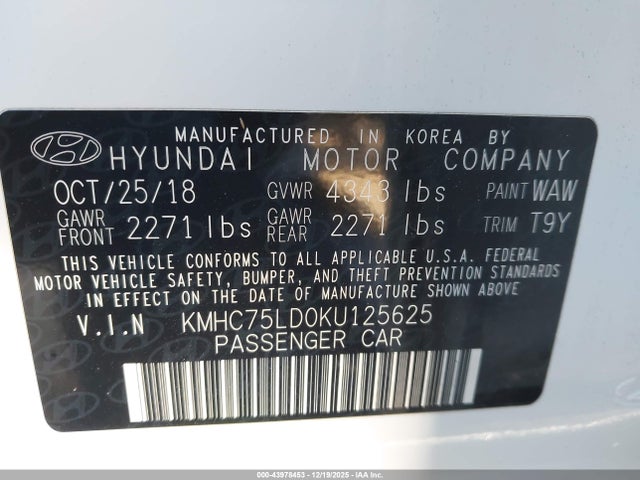 MANUFACTURED IN KOREA BY
HYUNDAI MOTOR COMPANY
OCT/25/18 GVWR 4343 lbs PAINT WAW
GAWR FRONT 2271 lbs GAWR REAR 2271 lbs TRIM T9Y
THIS VEHICLE CONFORMS TO ALL APPLICABLE U.S.A. FEDERAL
MOTOR VEHICLE SAFETY, BUMPER, AND THEFT PREVENTION STANDARDS
IN EFFECT ON THE DATE OF MANUFACTURE SHOWN ABOVE
V.I.N KMHC75LD0KU125625
PASSENGER CAR
000-43978453 - 12/19/2025 - IAAI.COM